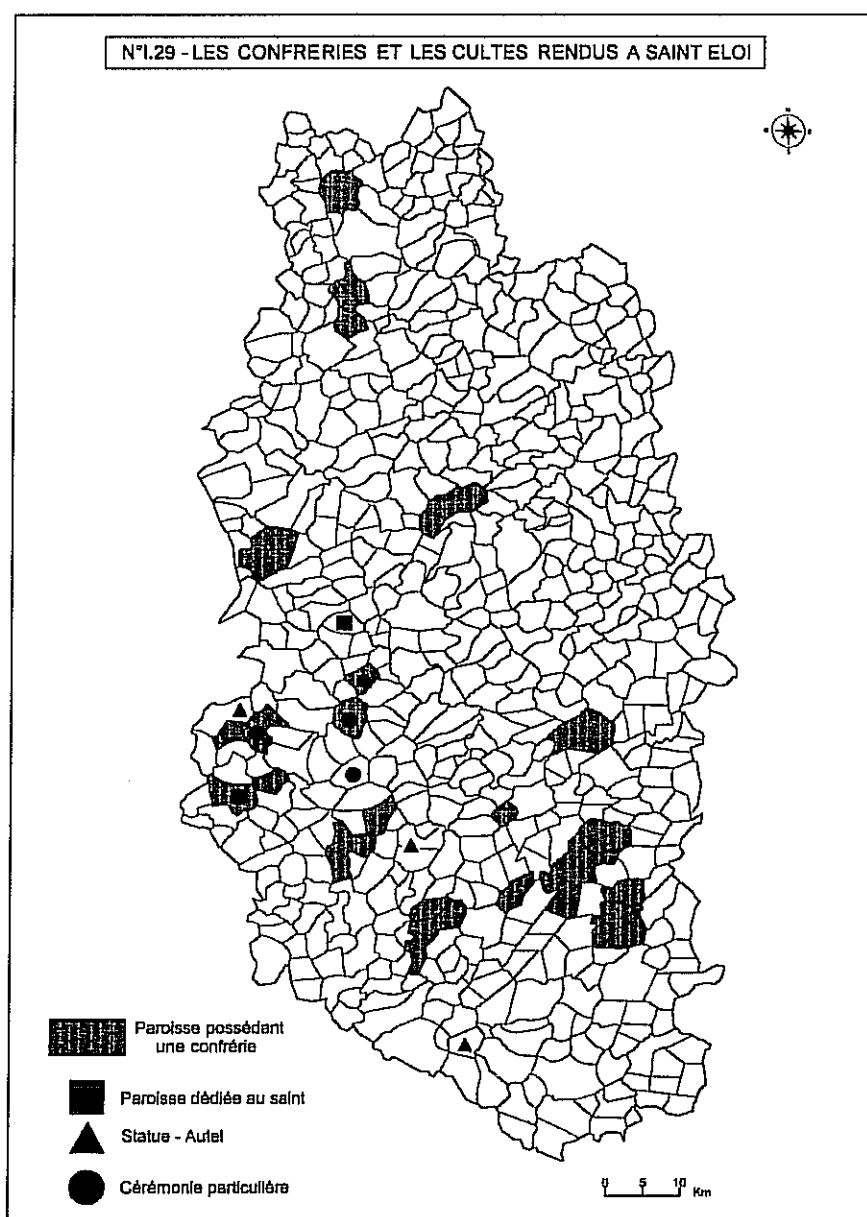 N°I.29 - LES CONFRERIES ET LES CULTES RENDUS A SAINT ELOI
Paroisse possédant
une confrérie
Paroisse dédiée au saint
Statue - Autel
Cérémonie particulière
0 5 10
Km